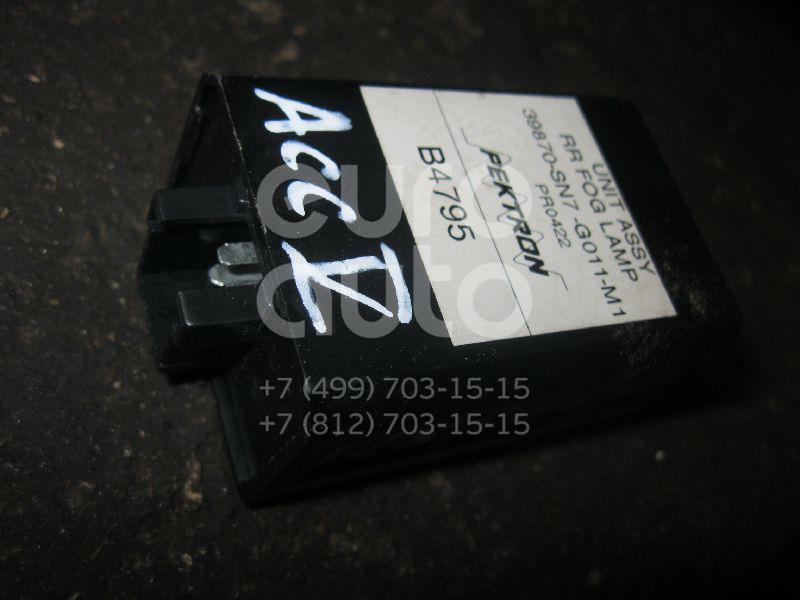 UNIT ASSY
RR FOG LAMP
39870-SN7-G011-M1
PR0422
PEKTRON
B4795
Acc V
euro
auto
+7 (499) 703-15-15
+7 (812) 703-15-15